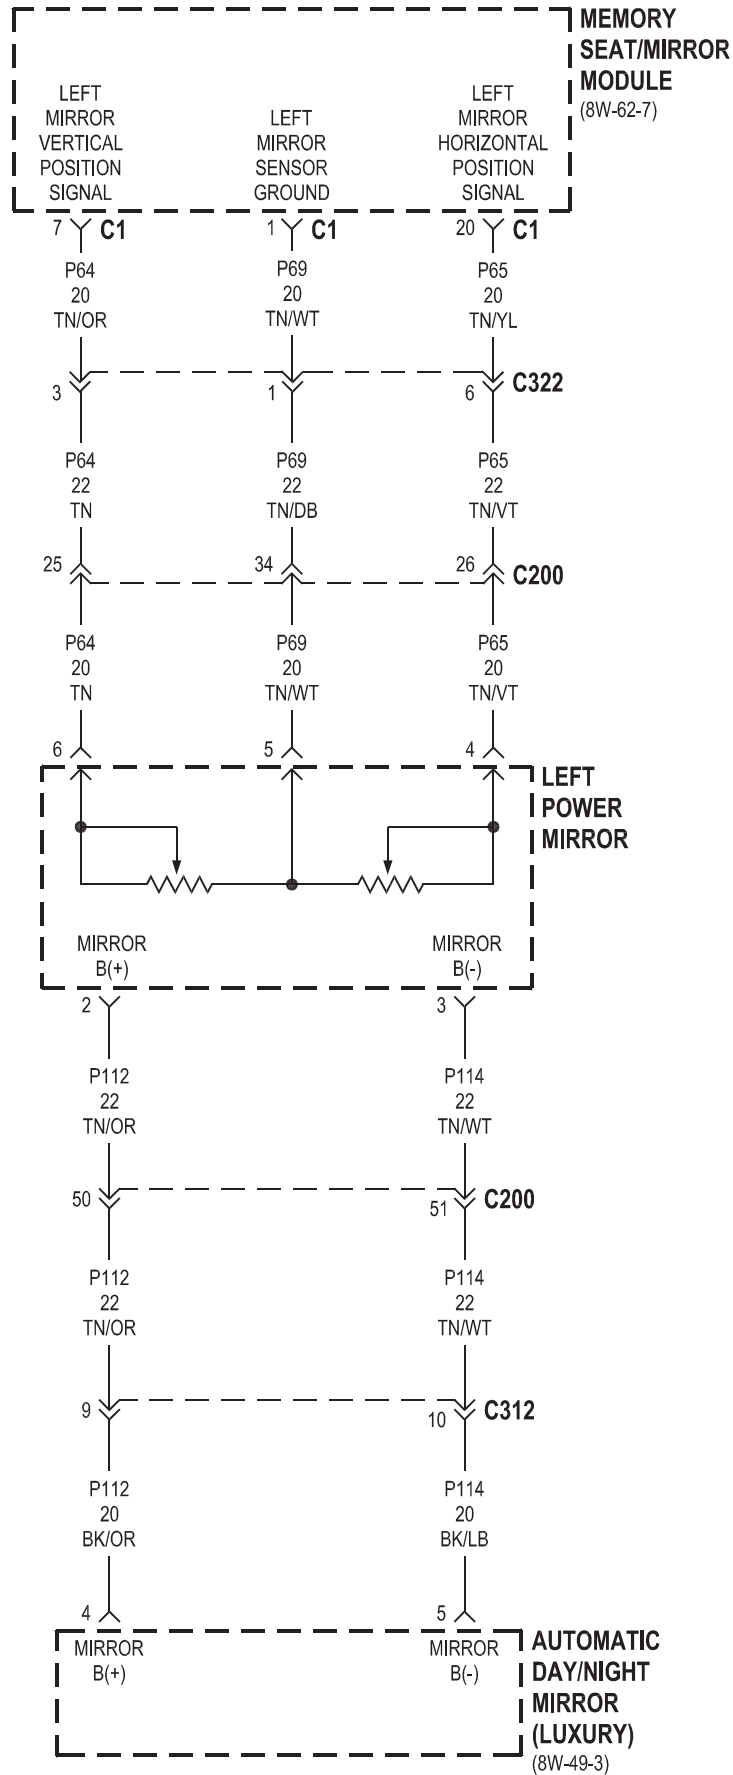 MEMORY
SEAT/MIRROR
MODULE
(8W-62-7)
LEFT
MIRROR
VERTICAL
POSITION
SIGNAL
LEFT
MIRROR
SENSOR
GROUND
LEFT
MIRROR
HORIZONTAL
POSITION
SIGNAL
7 C1 1 C1 20 C1
P64 P69 P65
20 20 20
TN/OR TN/WT TN/YL
3 1 6 C322
P64 P69 P65
22 22 22
TN TN/DB TN/VT
25 34 26 C200
P64 P69 P65
20 20 20
TN TN/WT TN/VT
6 5 4
LEFT
POWER
MIRROR
MIRROR MIRROR
B(+) B(-)
2 3
P112 P114
22 22
TN/OR TN/WT
50 51 C200
P112 P114
22 22
TN/OR TN/WT
9 10 C312
P112 P114
20 20
BK/OR BK/LB
4 5
MIRROR MIRROR
B(+) B(-)
AUTOMATIC
DAY/NIGHT
MIRROR
(LUXURY)
(8W-49-3)